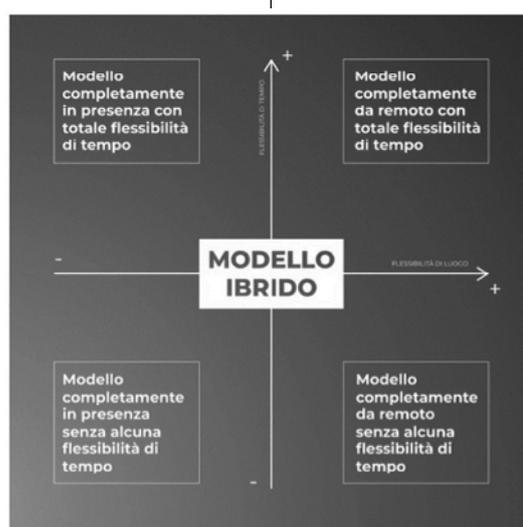 Modello
completamente
in presenza con
totale flessibilità
di tempo
+
FLESSIBILITÀ DI TEMPO
Modello
completamente
da remoto con
totale flessibilità
di tempo
-
MODELLO
IBRIDO
FLESSIBILITÀ DI LUOGO
+
Modello
completamente
in presenza
senza alcuna
flessibilità di
tempo
-
Modello
completamente
da remoto
senza alcuna
flessibilità di
tempo